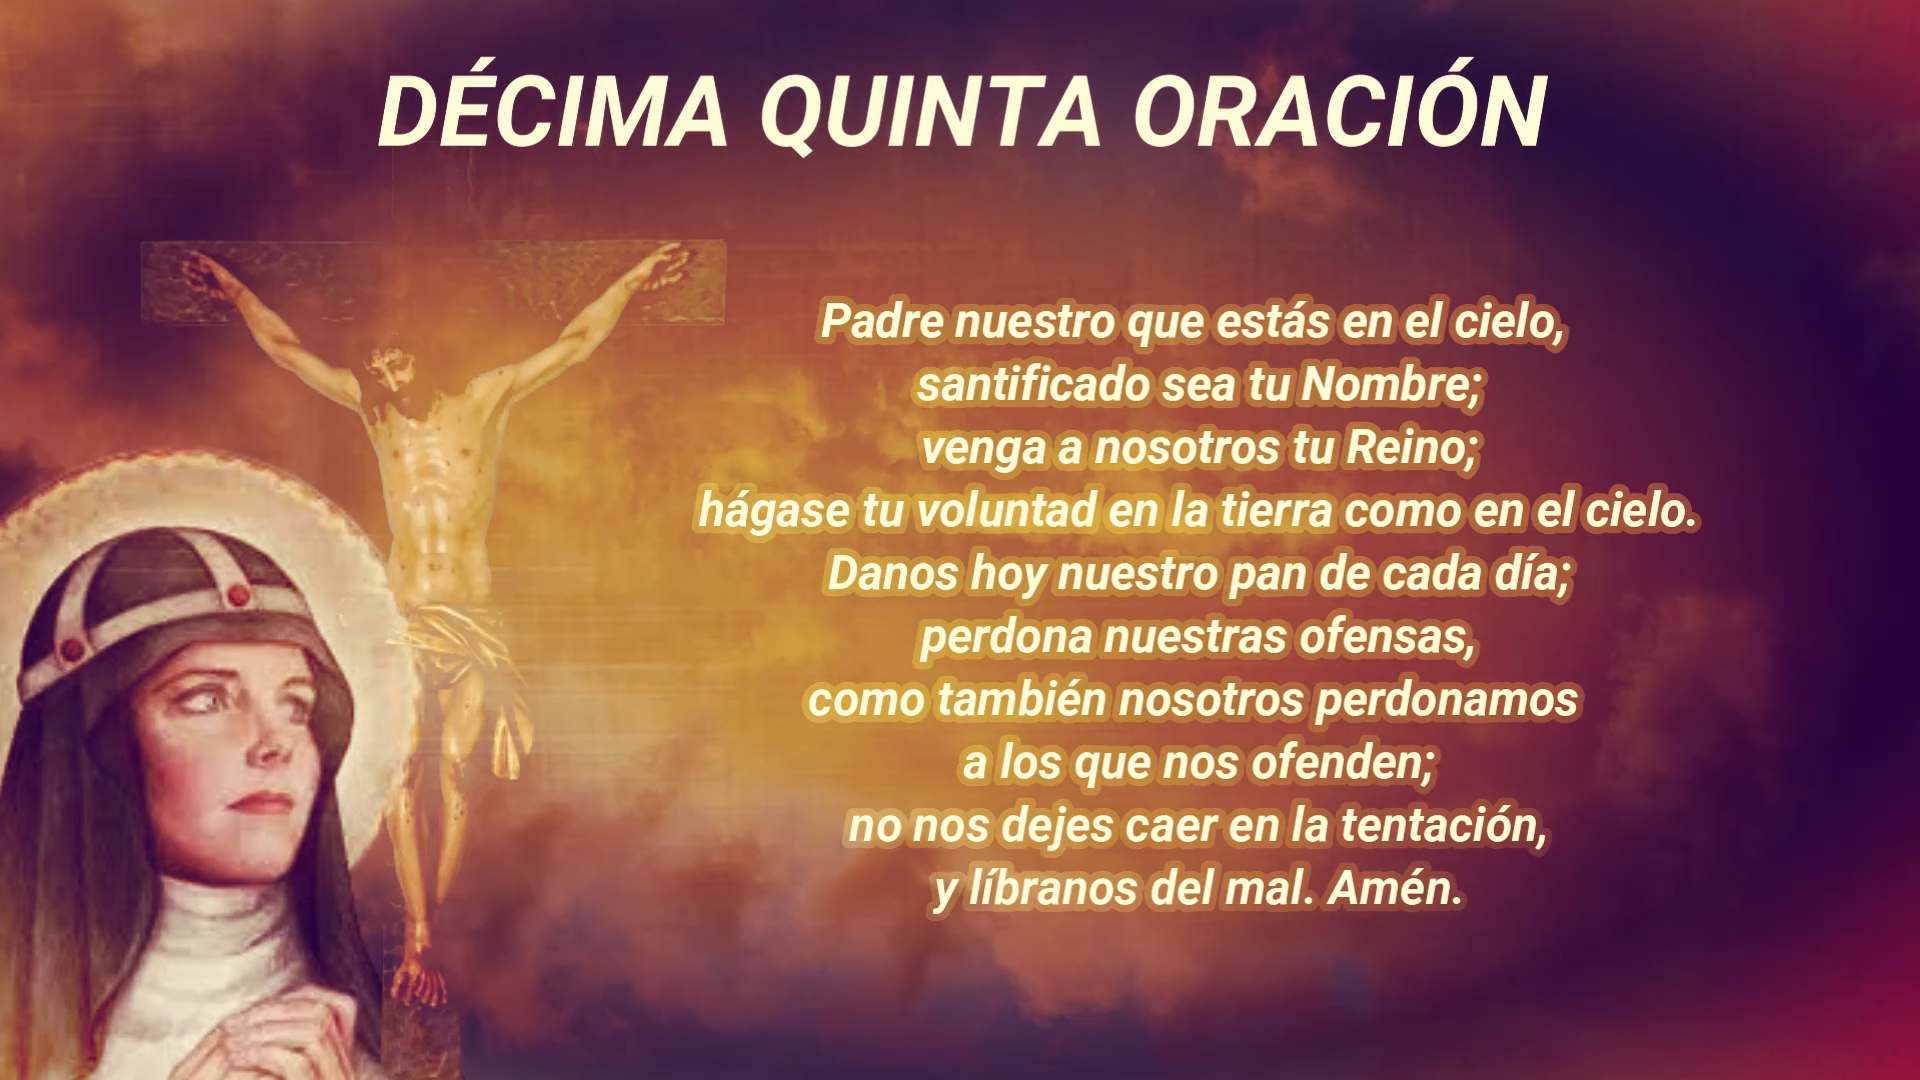 DÉCIMA QUINTA ORACIÓN
Padre nuestro que estás en el cielo,
santificado sea tu Nombre;
venga a nosotros tu Reino;
hágase tu voluntad en la tierra como en el cielo.
Danos hoy nuestro pan de cada día;
perdona nuestras ofensas,
como también nosotros perdonamos
a los que nos ofenden;
no nos dejes caer en la tentación,
y líbranos del mal. Amén.